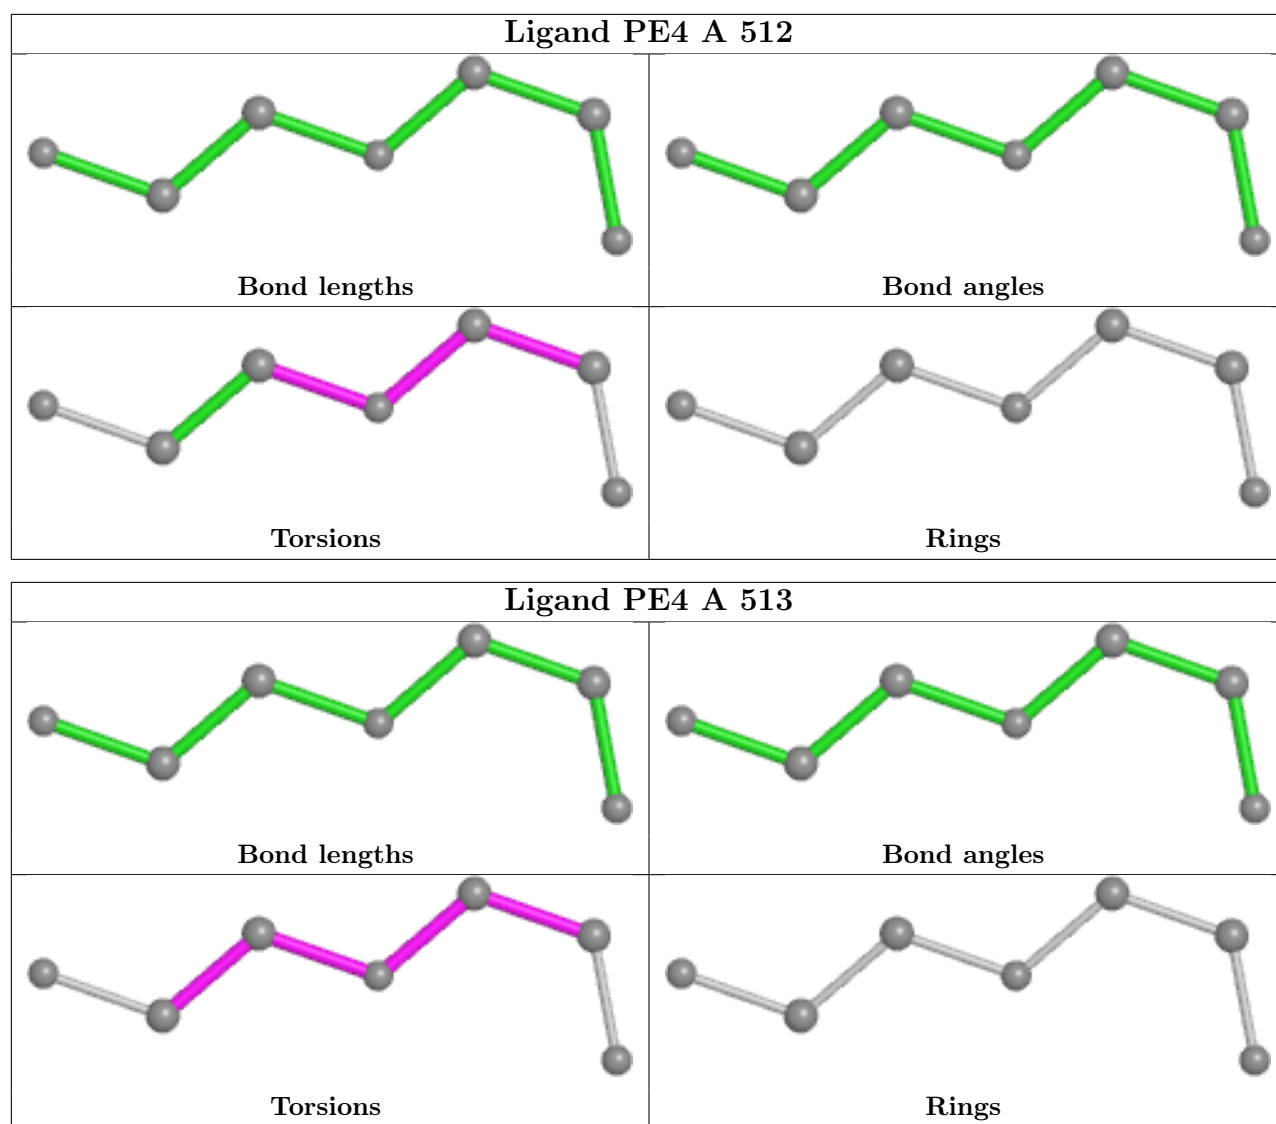 Ligand PE4 A 512
Bond lengths
Bond angles
Torsions
Rings
Ligand PE4 A 513
Bond lengths
Bond angles
Torsions
Rings